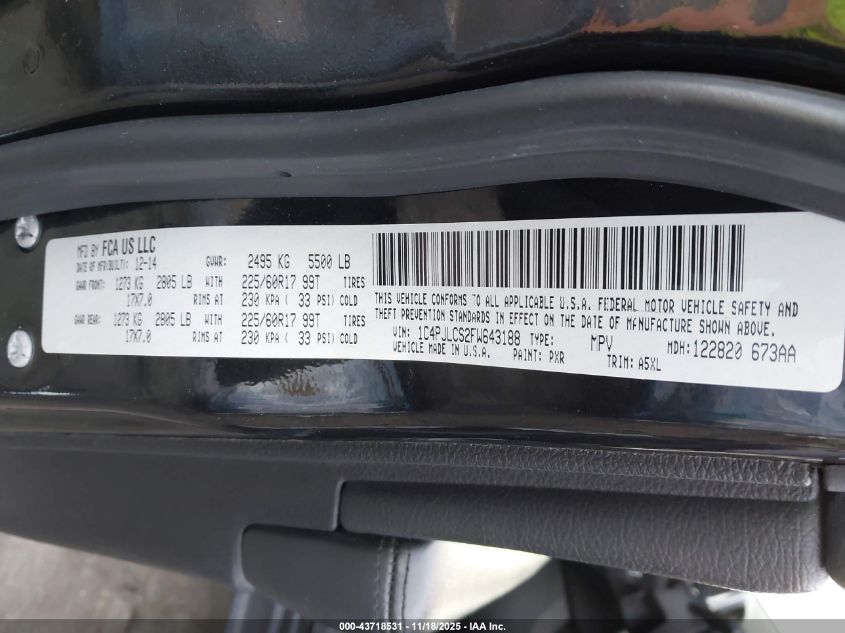 MFD BY FCA US LLC
DATE OF MFR(BUILT): 12-14 GVWR: 2495 KG 5500 LB
GAWR FRONT: 1273 KG 2805 LB WITH 225/60R17 99T TIRES
17X7.0 RIMS AT 230 KPA ( 33 PSI) COLD
GAWR REAR: 1273 KG 2805 LB WITH 225/60R17 99T TIRES
17X7.0 RIMS AT 230 KPA ( 33 PSI) COLD
THIS VEHICLE CONFORMS TO ALL APPLICABLE U.S.A. FEDERAL MOTOR VEHICLE SAFETY AND
THEFT PREVENTION STANDARDS IN EFFECT ON THE DATE OF MANUFACTURE SHOWN ABOVE.
VIN: 1C4PJLCS2FW643188 TYPE: MPV MDH:122820 673AA
VEHICLE MADE IN U.S.A. PAINT: PXR TRIM: A5XL
000-43718531 - 11/18/2025 - IAA Inc.